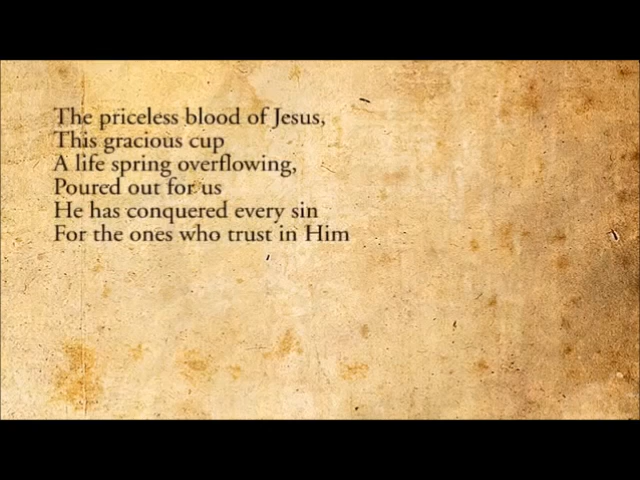 The priceless blood of Jesus,
This gracious cup
A life spring overflowing,
Poured out for us
He has conquered every sin
For the ones who trust in Him